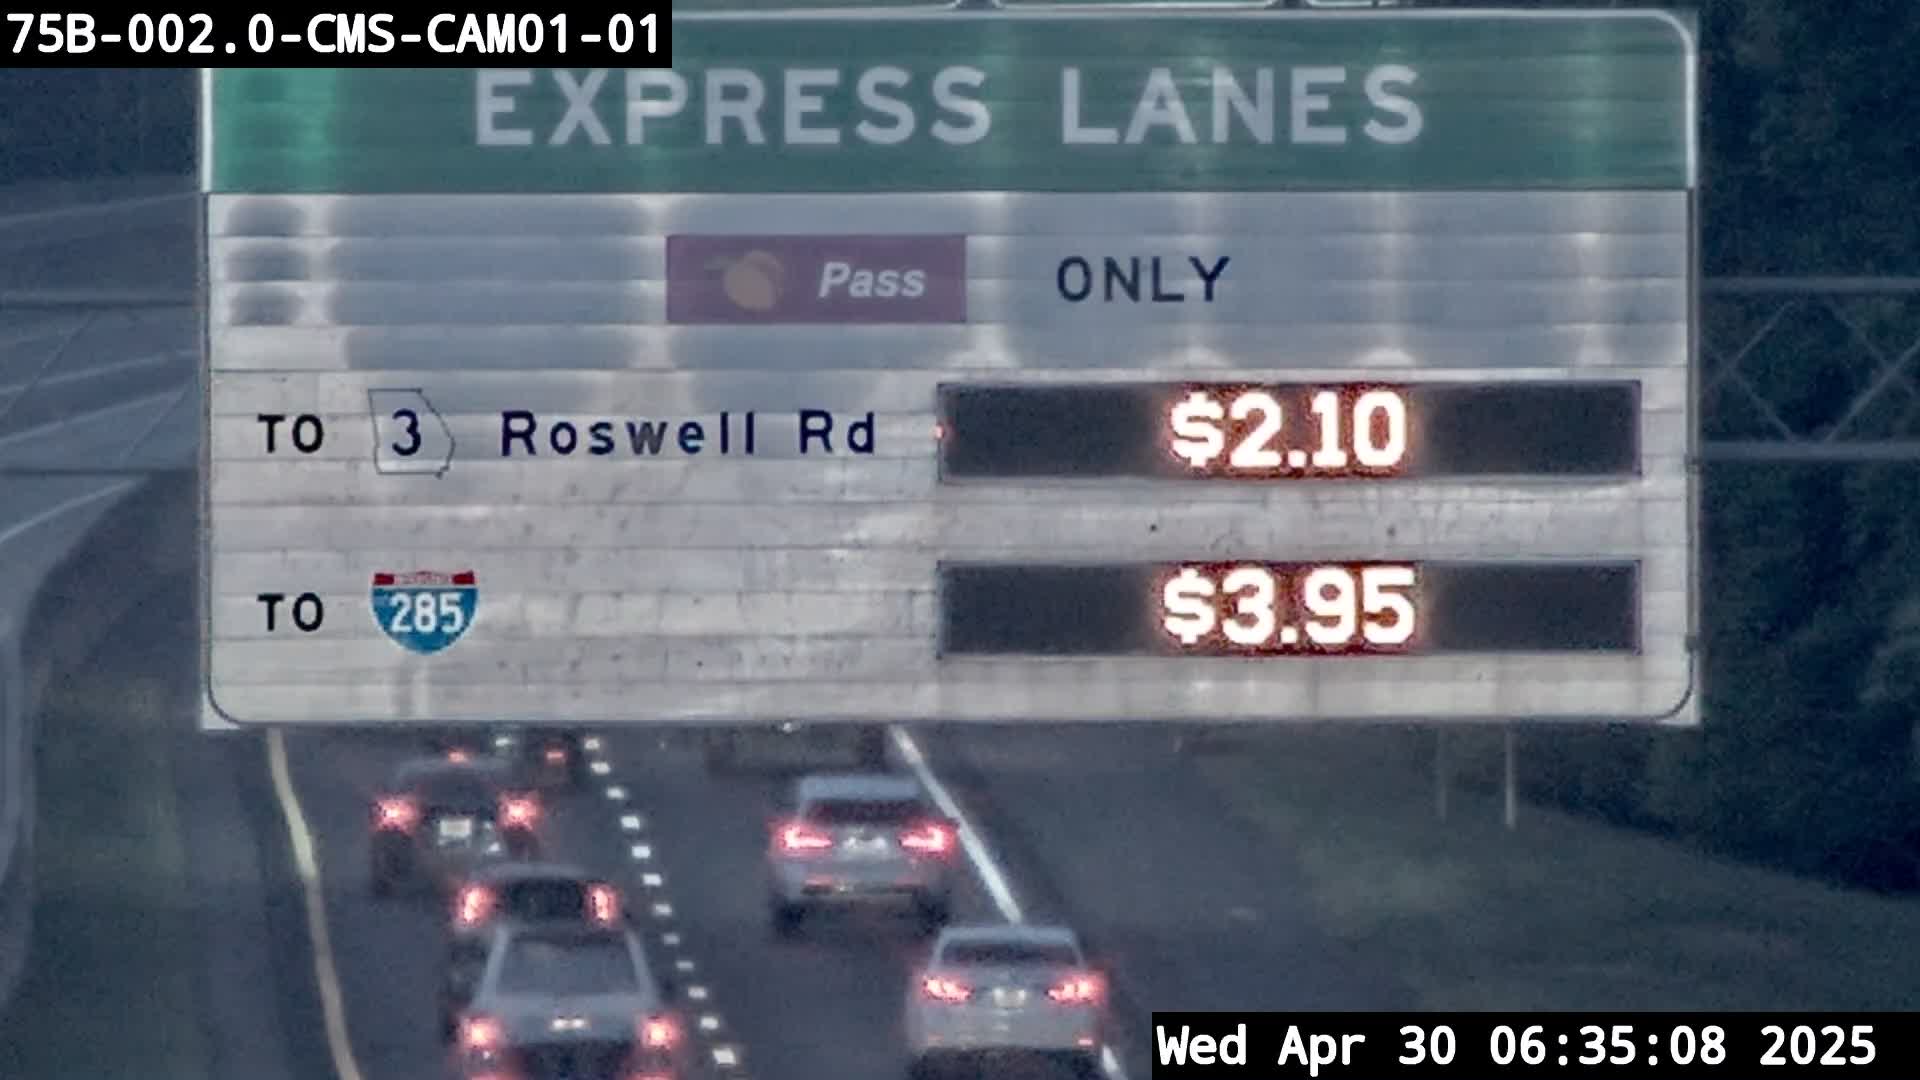 75B-002.0-CMS-CAM01-01
EXPRESS LANES
Pass ONLY
TO 3 Roswell Rd $2.10
TO 285 $3.95
Wed Apr 30 06:35:08 2025